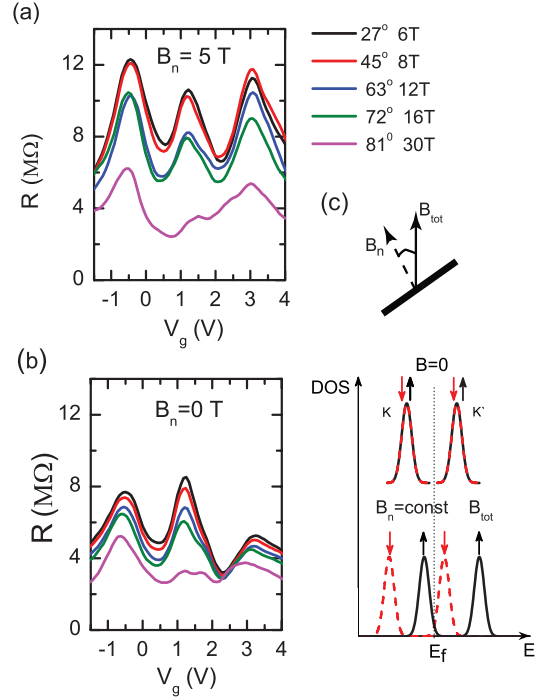 (a)
B_n = 5 T
12
8
4
0
R (MΩ)
-1 0 1 2 3 4
V_g (V)
27° 6T
45° 8T
63° 12T
72° 16T
81⁰ 30T
(c)
B_tot
B_n
(b)
B_n=0 T
12
8
4
0
R (MΩ)
-1 0 1 2 3 4
V_g (V)
B=0
DOS
K K`
B_n=const B_tot
E_f E